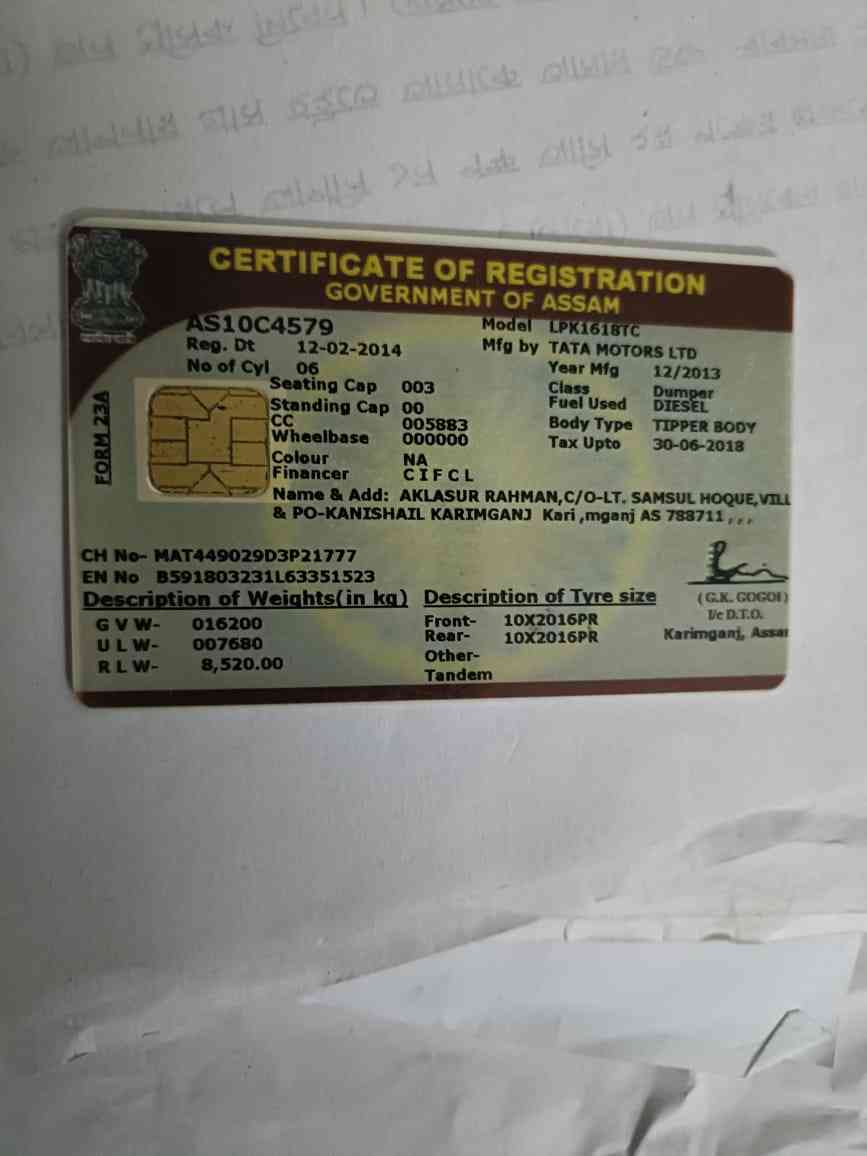 CERTIFICATE OF REGISTRATION
GOVERNMENT OF ASSAM
AS10C4579
Model LPK1618TC
Reg. Dt 12-02-2014
Mfg by TATA MOTORS LTD
No of Cyl 06
Year Mfg 12/2013
Seating Cap 003
Class Dumper
Standing Cap 00
Fuel Used DIESEL
CC 005883
Body Type TIPPER BODY
Wheelbase 000000
Tax Upto 30-06-2018
Colour NA
Financer C I F C L
FORM 23A
Name & Add: AKLASUR RAHMAN,C/O-LT. SAMSUL HOQUE,VILL
& PO-KANISHAIL KARIMGANJ Kari ,mganj AS 788711 , , ,
CH No- MAT449029D3P21777
EN No B591803231L63351523
Description of Weights(in kg)
G V W- 016200
U L W- 007680
R L W- 8,520.00
Description of Tyre size
Front- 10X2016PR
Rear- 10X2016PR
Other-
Tandem
(G.K. GOGOI)
I/c D.T.O.
Karimganj, Assa